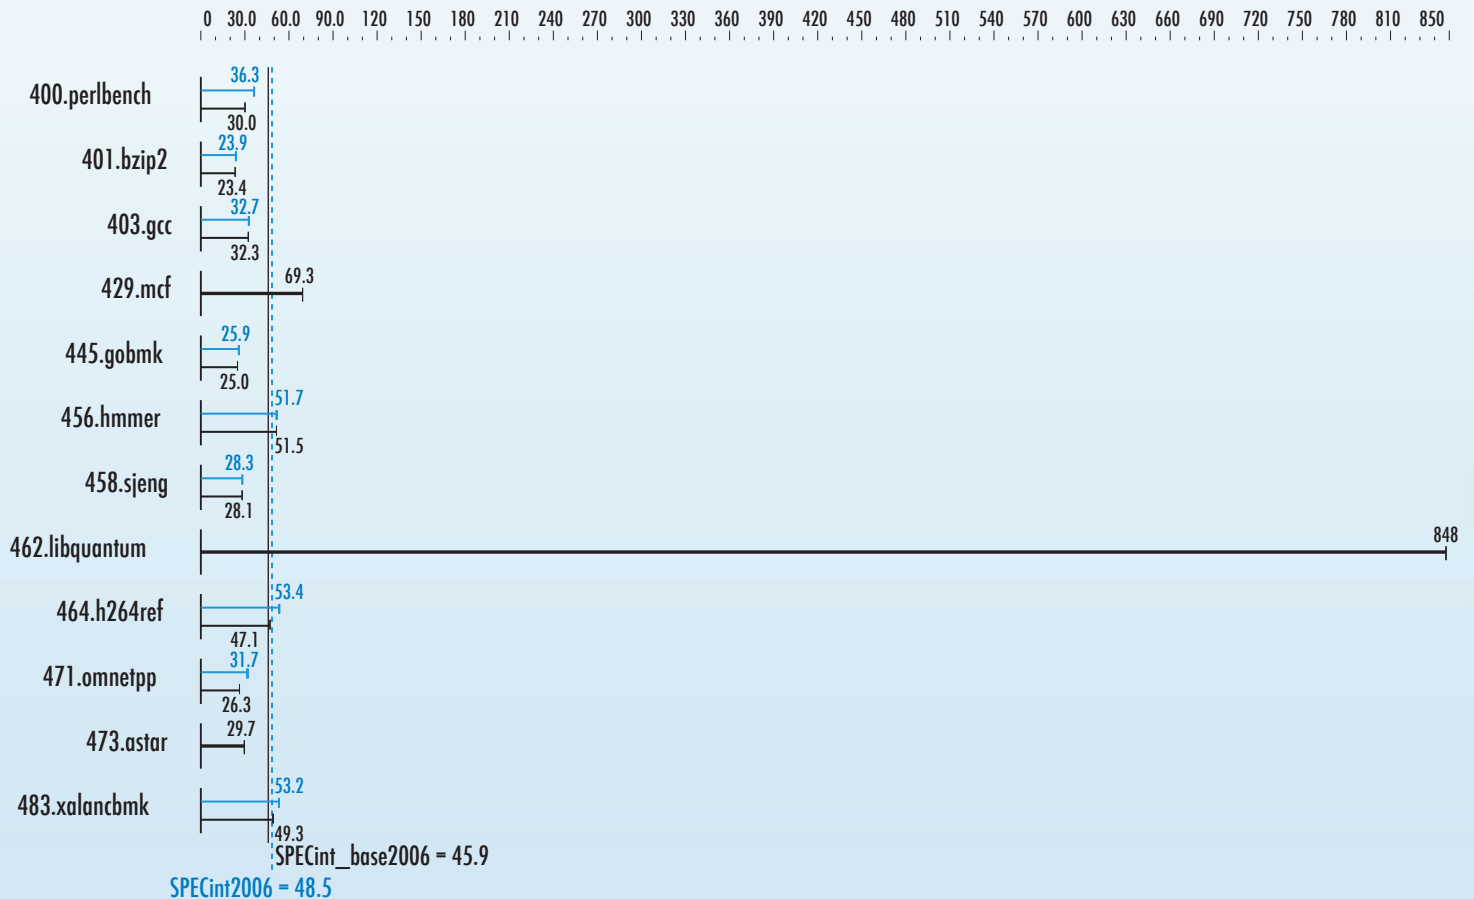 0 30.0 60.0 90.0 120 150 180 210 240 270 300 330 360 390 420 450 480 510 540 570 600 630 660 690 720 750 780 810 850
36.3
400.perlbench
30.0
23.9
401.bzip2
23.4
32.7
403.gcc
32.3
69.3
429.mcf
25.9
445.gobmk
25.0
51.7
456.hmmer
51.5
28.3
458.sjeng
28.1
848
462.libquantum
53.4
464.h264ref
47.1
31.7
471.omnetpp
26.3
29.7
473.astar
53.2
483.xalancbmk
49.3
SPECint_base2006 = 45.9
SPECint2006 = 48.5